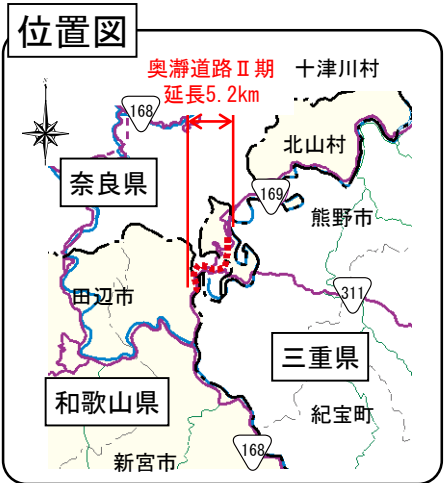 位置図
奥瀞道路Ⅱ期
延長5.2km
十津川村
168
北山村
奈良県
169
熊野市
田辺市
311
三重県
和歌山県
紀宝町
168
新宮市